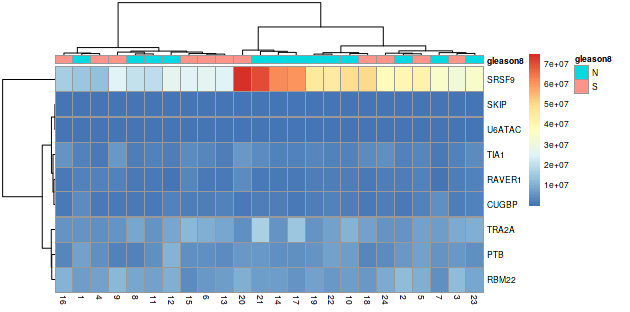 gleason8
SRSF9
SKIP
U6ATAC
TIA1
RAVER1
CUGBP
TRA2A
PTB
RBM22
16 1 4 9 8 11 12 15 6 13 20 21 14 17 19 22 10 18 24 2 5 7 3 23
7e+07
6e+07
5e+07
4e+07
3e+07
2e+07
1e+07
gleason8
N
S